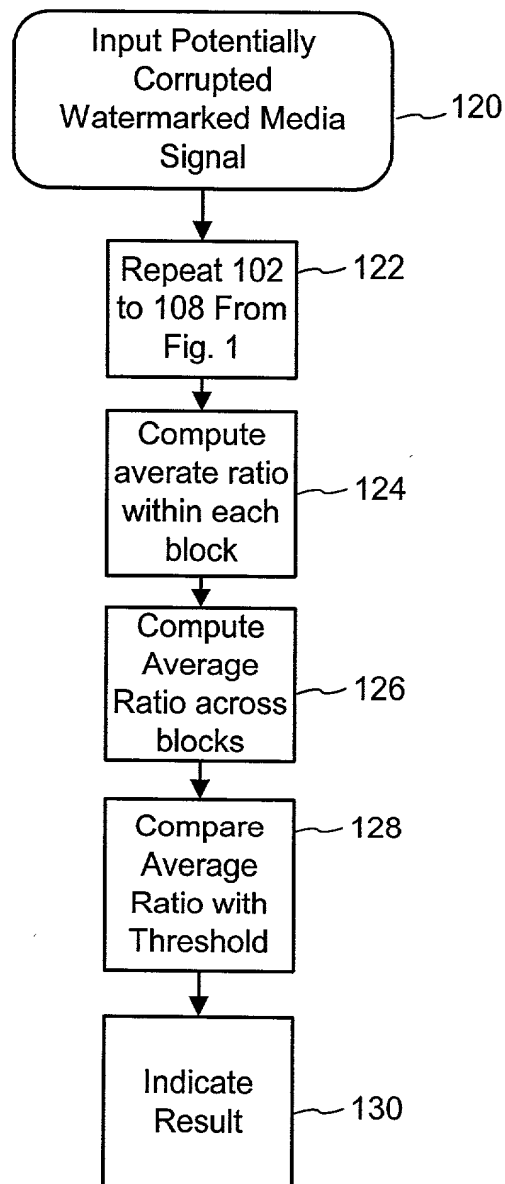 Input Potentially
Corrupted
Watermarked Media
Signal
120
Repeat 102
to 108 From
Fig. 1
122
Compute
averate ratio
within each
block
124
Compute
Average
Ratio across
blocks
126
Compare
Average
Ratio with
Threshold
128
Indicate
Result
130